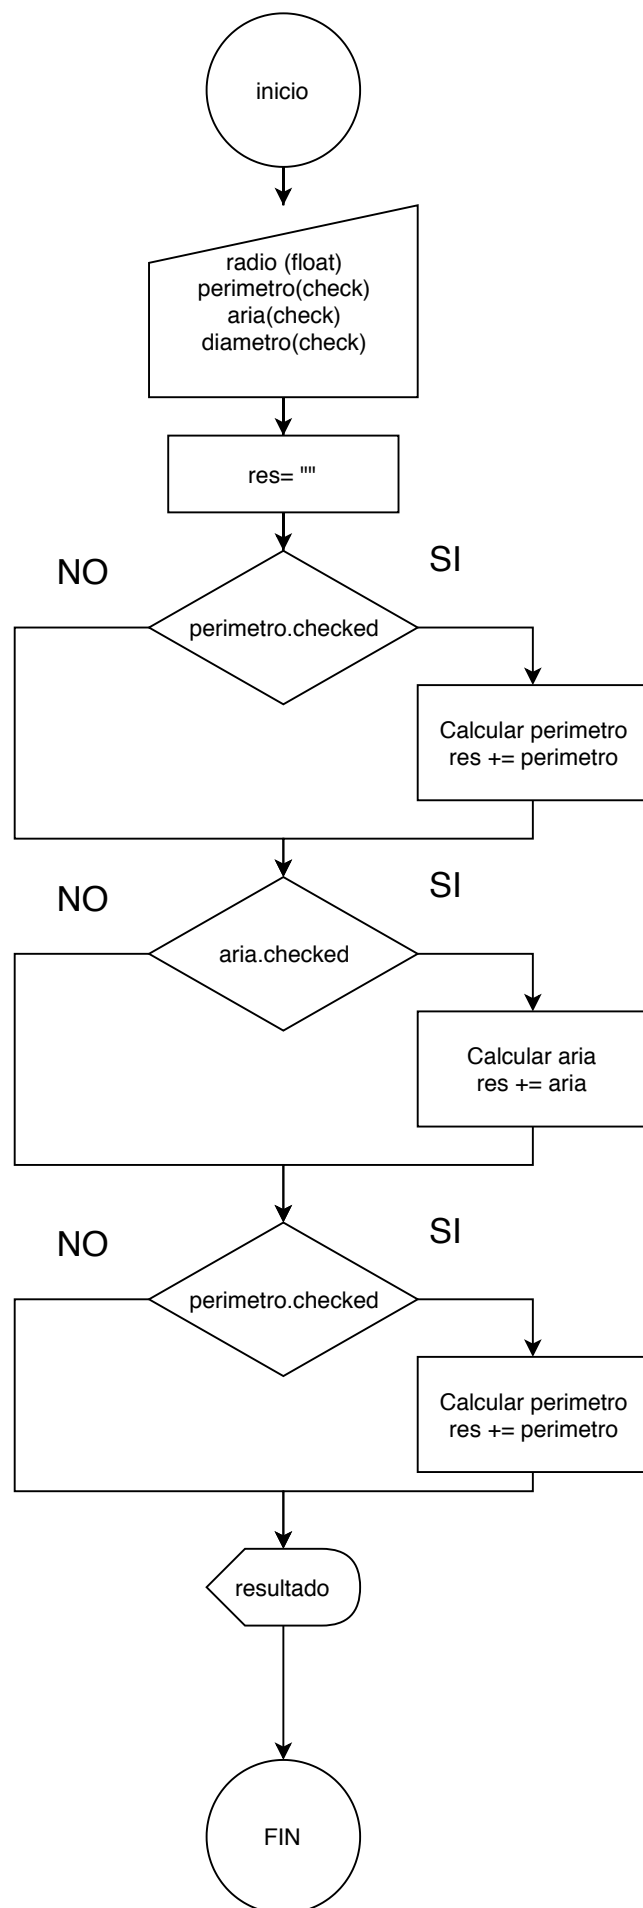 inicio
radio (float)
perimetro(check)
aria(check)
diametro(check)
res= ""
NO
SI
perimetro.checked
Calcular perimetro
res += perimetro
NO
SI
aria.checked
Calcular aria
res += aria
NO
SI
perimetro.checked
Calcular perimetro
res += perimetro
resultado
FIN